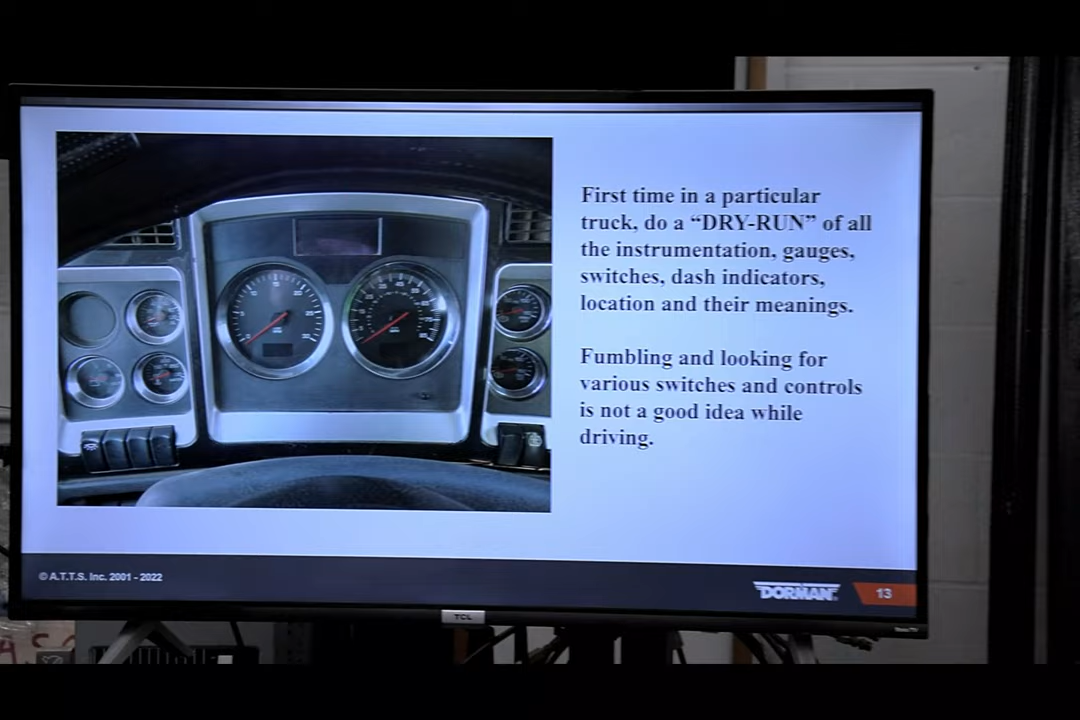 First time in a particular
truck, do a “DRY-RUN” of all
the instrumentation, gauges,
switches, dash indicators,
location and their meanings.
Fumbling and looking for
various switches and controls
is not a good idea while
driving.
© A.T.T.S. Inc. 2001 - 2022
DORMAN
13
TCL